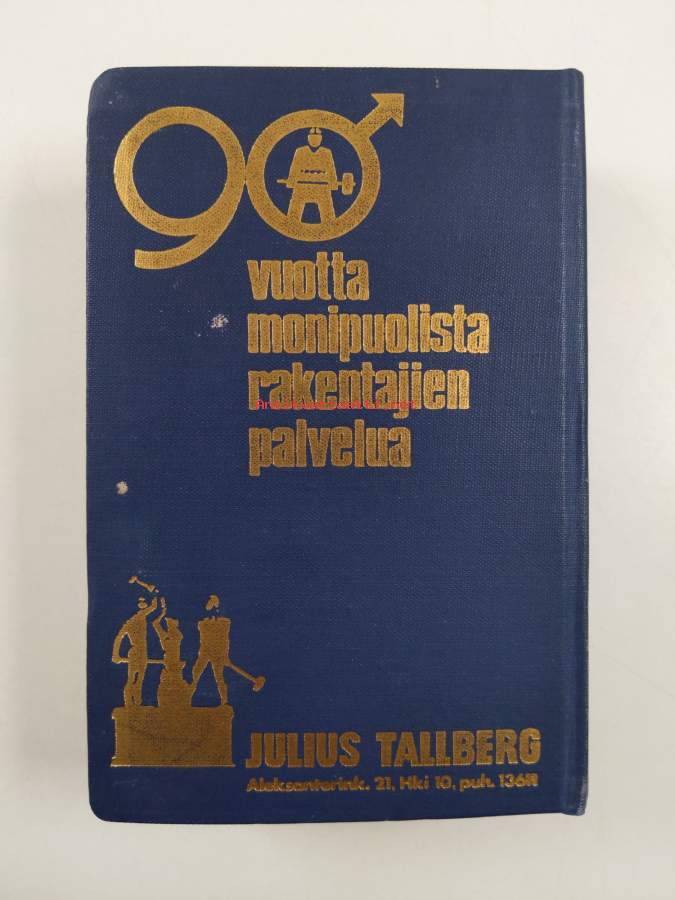 90
vuotta
monipuolista
rakentajien
palvelua
JULIUS TALLBERG
Aleksanterink. 21, Hki 10, puh. 13611